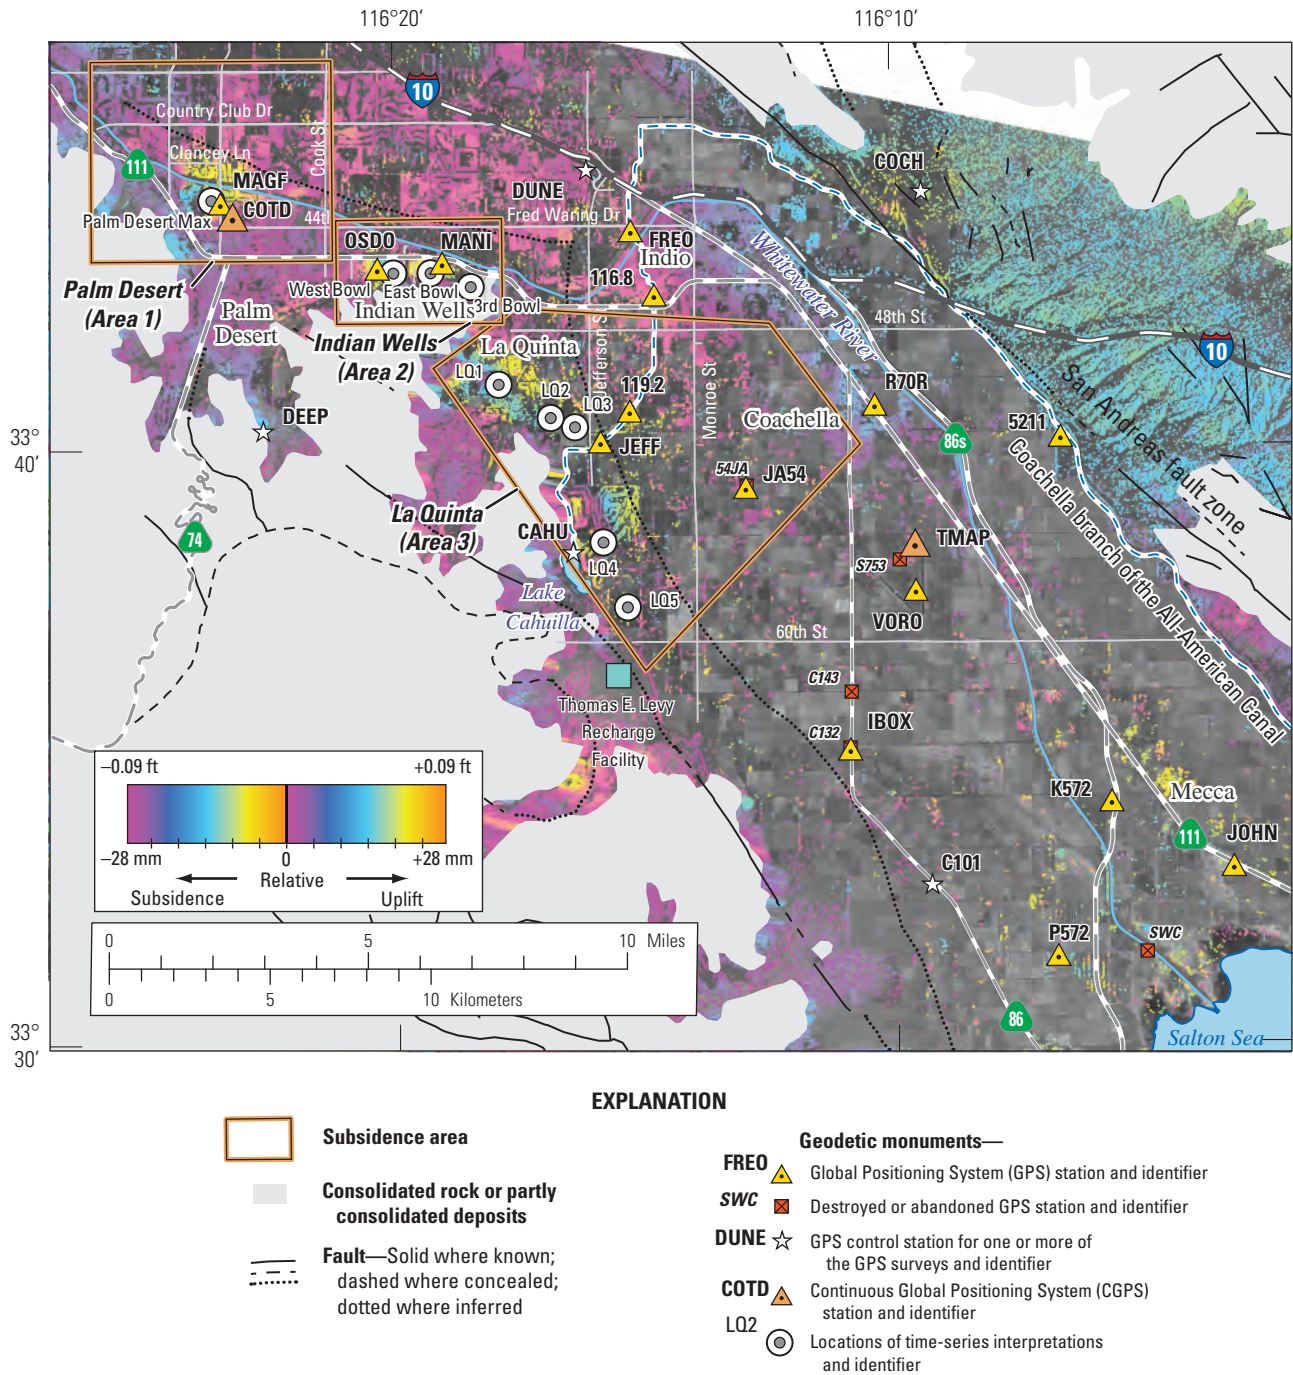 116°20′
116°10′
10
Country Club Dr
Cook St
Clancey Ln
111
MAGF
COTD
Palm Desert Max
44th
DUNE
Fred Waring Dr
COCH
OSDO
MANI
FREO
Indio
116.8
Whitewater River
West Bowl
East Bowl
3rd Bowl
Indian Wells
Palm Desert
(Area 1)
Palm
Desert
Indian Wells
(Area 2)
La Quinta
Jefferson St
48th St
10
LQ1
LQ2
LQ3
119.2
Monroe St
R70R
San Andreas fault zone
DEEP
33°
40′
JEFF
Coachella
86s
5211
Coachella branch of the All-American Canal
54JA
JA54
La Quinta
(Area 3)
74
CAHU
LQ4
TMAP
S753
VORO
Lake
Cahuilla
LQ5
60th St
Thomas E. Levy
Recharge
Facility
C143
IBOX
C132
K572
Mecca
111
JOHN
–0.09 ft
+0.09 ft
–28 mm
0
+28 mm
Relative
Subsidence
Uplift
C101
P572
SWC
0
5
10 Miles
0
5
10 Kilometers
86
Salton Sea
33°
30′
EXPLANATION
Subsidence area
Consolidated rock or partly
consolidated deposits
Fault—Solid where known;
dashed where concealed;
dotted where inferred
Geodetic monuments—
FREO Global Positioning System (GPS) station and identifier
SWC Destroyed or abandoned GPS station and identifier
DUNE GPS control station for one or more of
the GPS surveys and identifier
COTD Continuous Global Positioning System (CGPS)
station and identifier
LQ2 Locations of time-series interpretations
and identifier